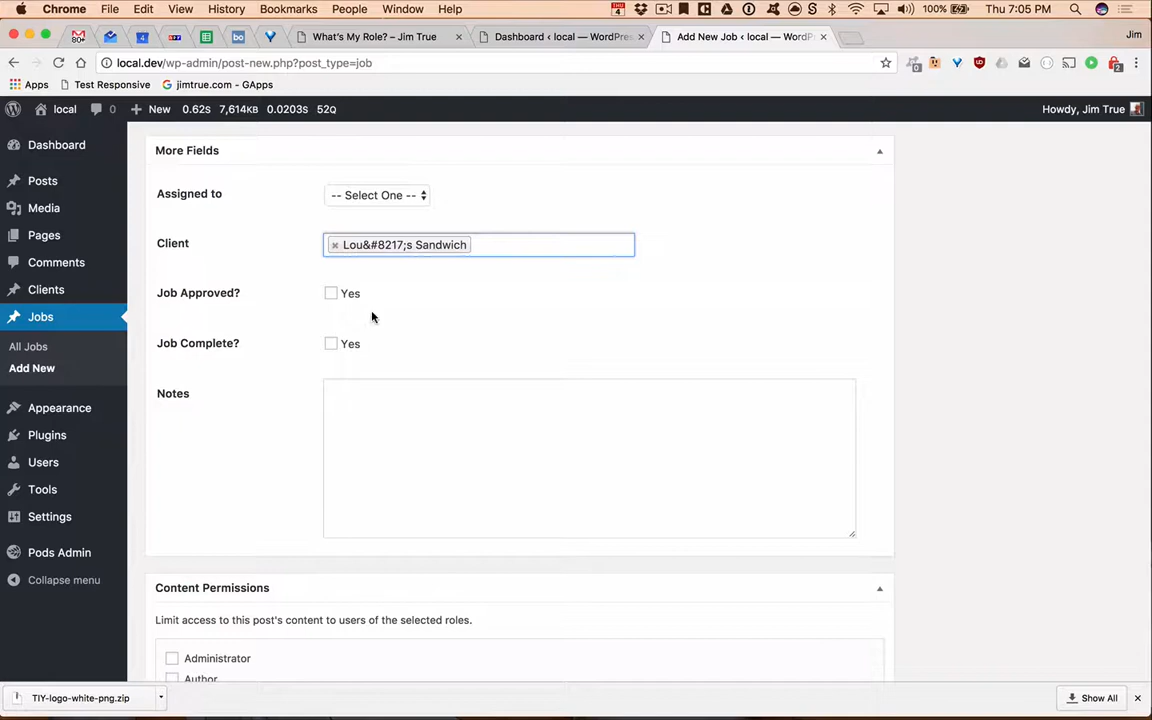 Chrome File Edit View History Bookmarks People Window Help 4 100% Thu 7:05 PM
80+ 4 What's My Role? – Jim True × Dashboard ‹ local — WordPres × Add New Job ‹ local — WordP × Jim
local.dev/wp-admin/post-new.php?post_type=job
Apps Test Responsive jimtrue.com - GApps
local 0 New 0.62S 7,614KB 0.0203S 52Q Howdy, Jim True
Dashboard
Posts
Media
Pages
Comments
Clients
Jobs
All Jobs
Add New
Appearance
Plugins
Users
Tools
Settings
Pods Admin
Collapse menu
More Fields
Assigned to -- Select One --
Client × Lou&#8217;s Sandwich
Job Approved? Yes
Job Complete? Yes
Notes
Content Permissions
Limit access to this post's content to users of the selected roles.
Administrator
Author
TIY-logo-white-png.zip Show All ×